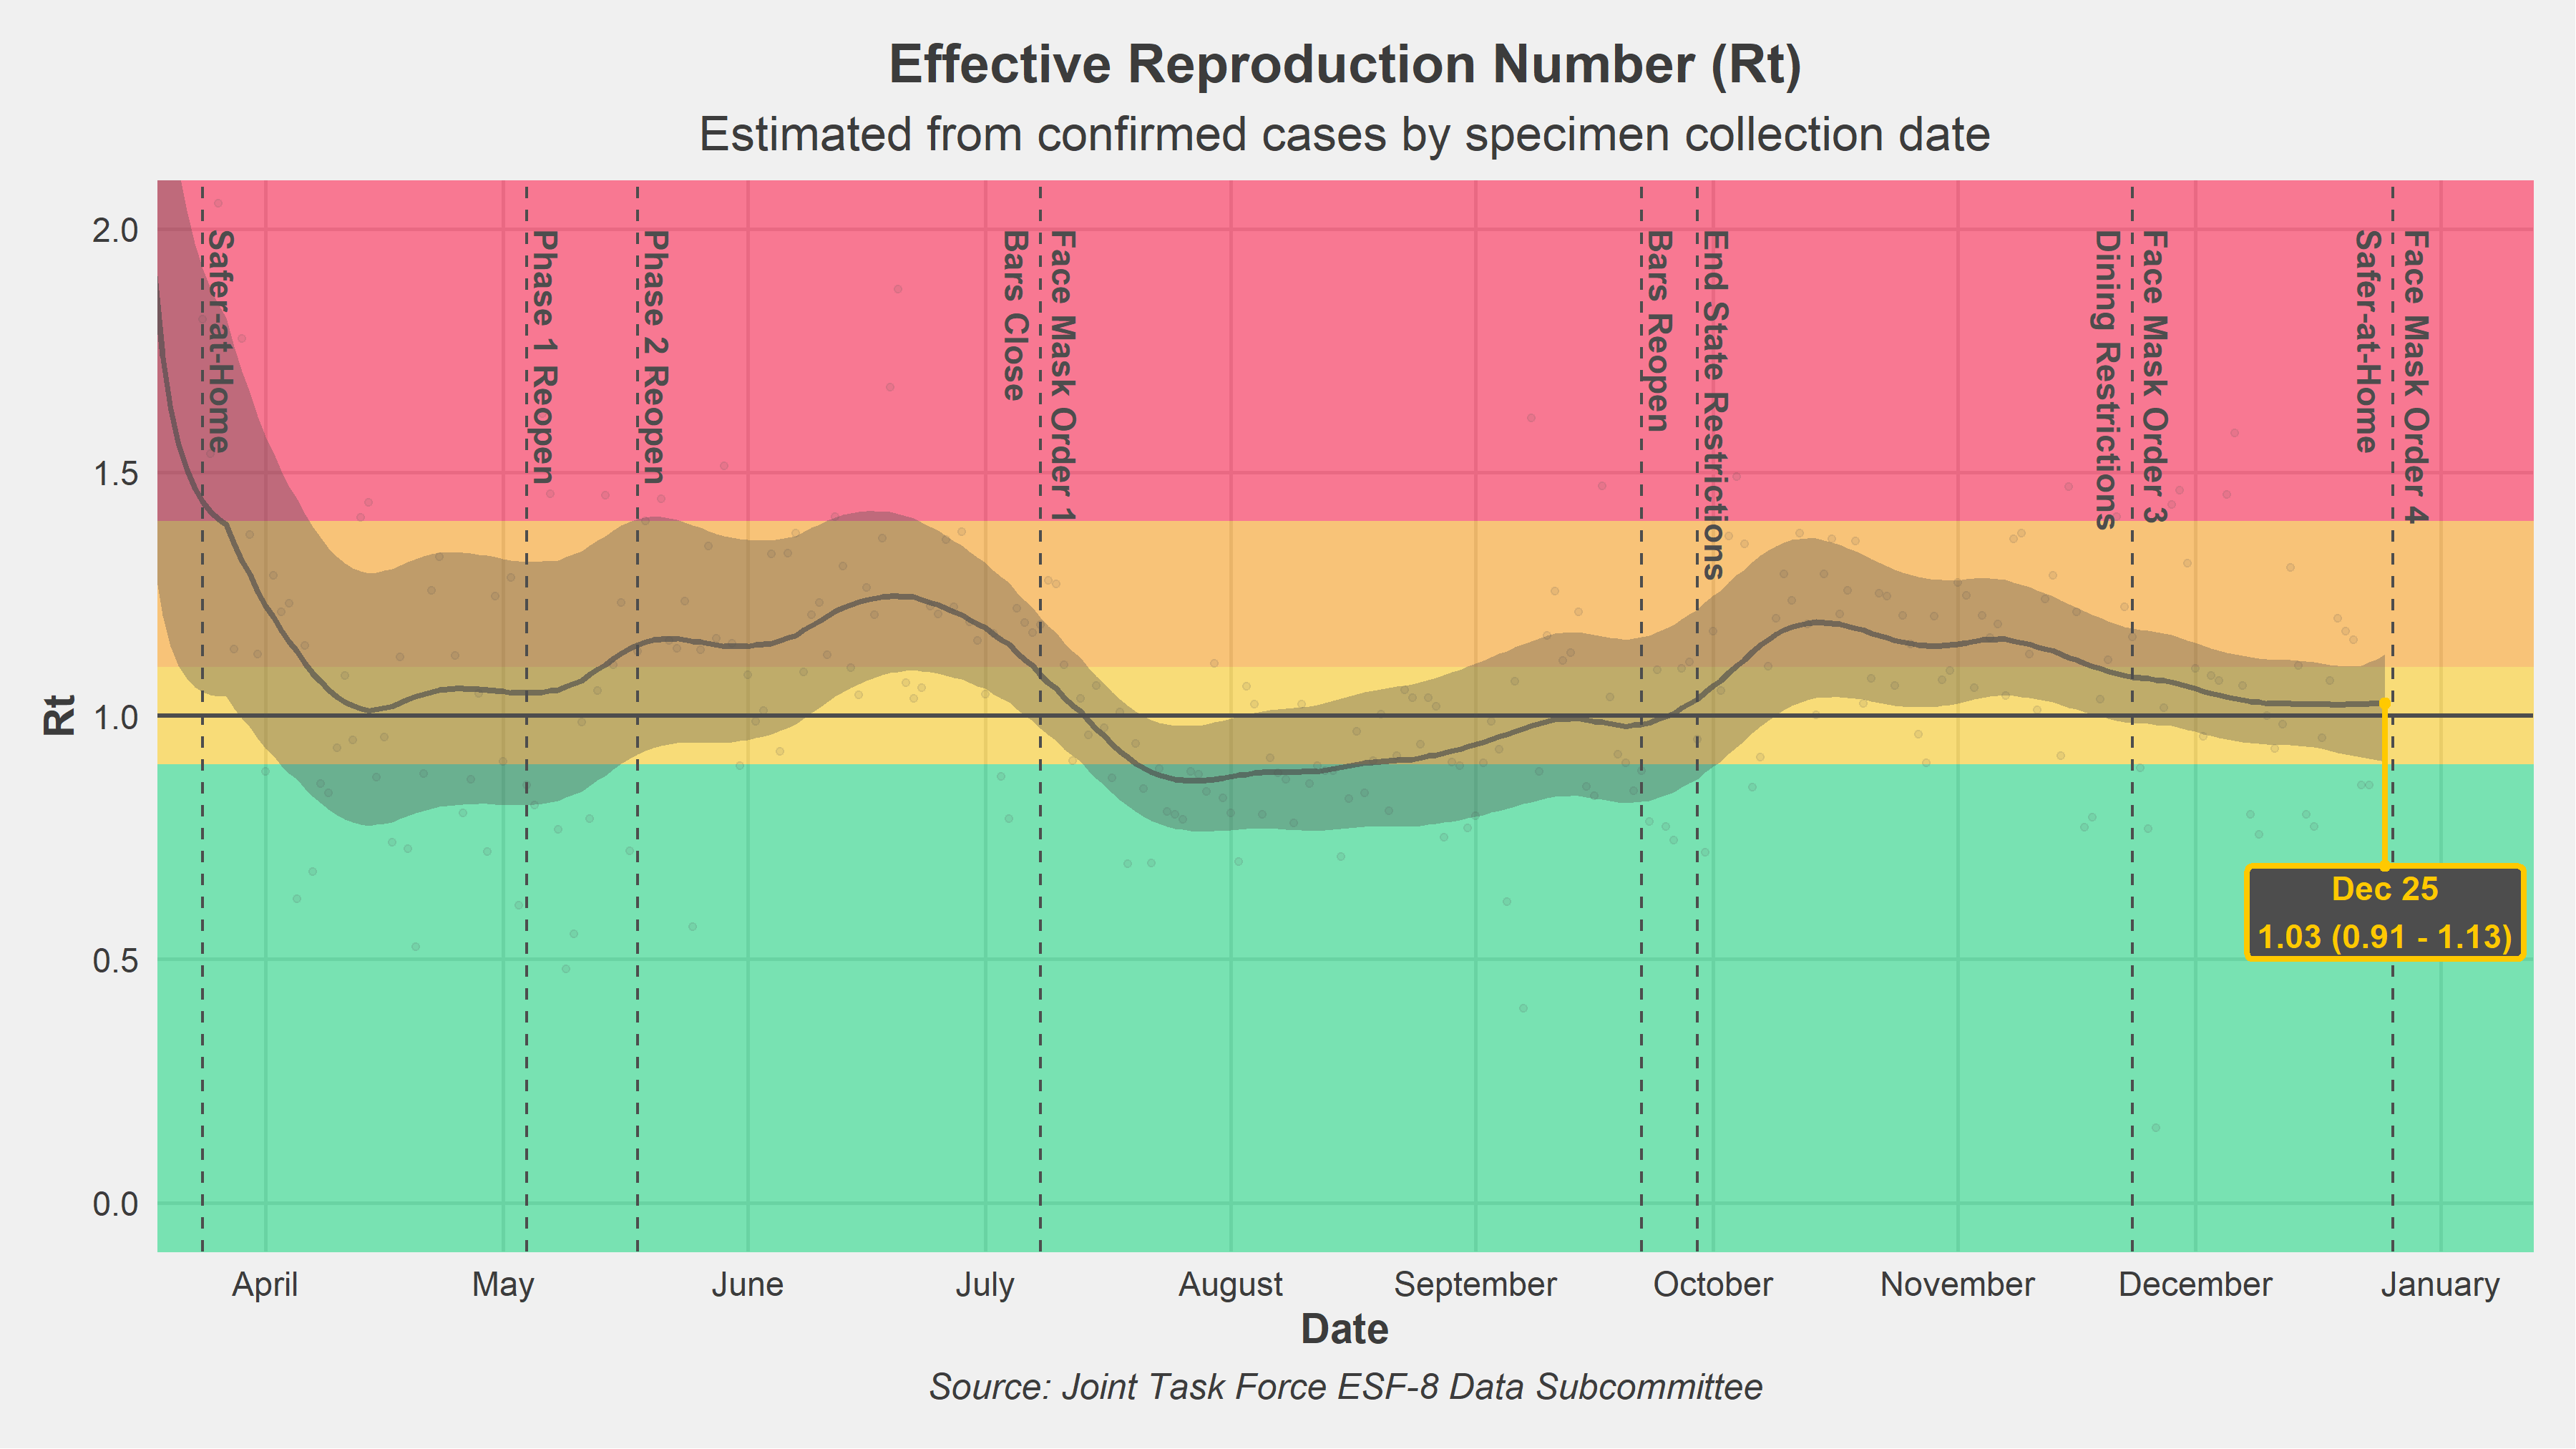 Effective Reproduction Number (Rt)
Estimated from confirmed cases by specimen collection date
Rt
2.0
1.5
1.0
0.5
0.0
Safer-at-Home
Phase 1 Reopen
Phase 2 Reopen
Bars Close
Face Mask Order 1
Bars Reopen
End State Restrictions
Dining Restrictions
Face Mask Order 3
Safer-at-Home
Face Mask Order 4
Dec 25
1.03 (0.91 - 1.13)
April May June July August September October November December January
Date
Source: Joint Task Force ESF-8 Data Subcommittee